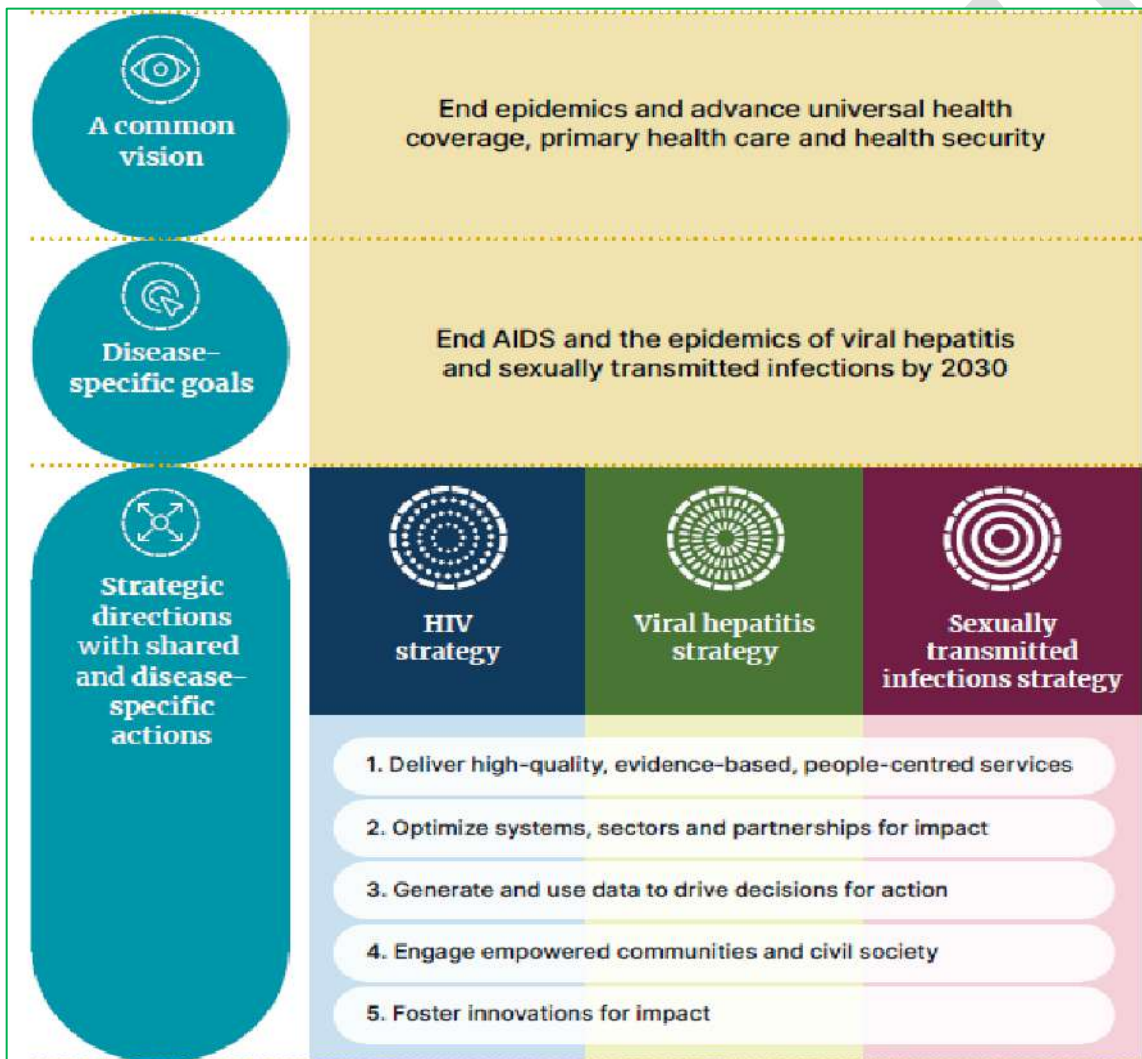 A common
vision
End epidemics and advance universal health
coverage, primary health care and health security
Disease-
specific goals
End AIDS and the epidemics of viral hepatitis
and sexually transmitted infections by 2030
Strategic
directions
with shared
and disease-
specific
actions
HIV
strategy
Viral hepatitis
strategy
Sexually
transmitted
infections strategy
1. Deliver high-quality, evidence-based, people-centred services
2. Optimize systems, sectors and partnerships for impact
3. Generate and use data to drive decisions for action
4. Engage empowered communities and civil society
5. Foster innovations for impact